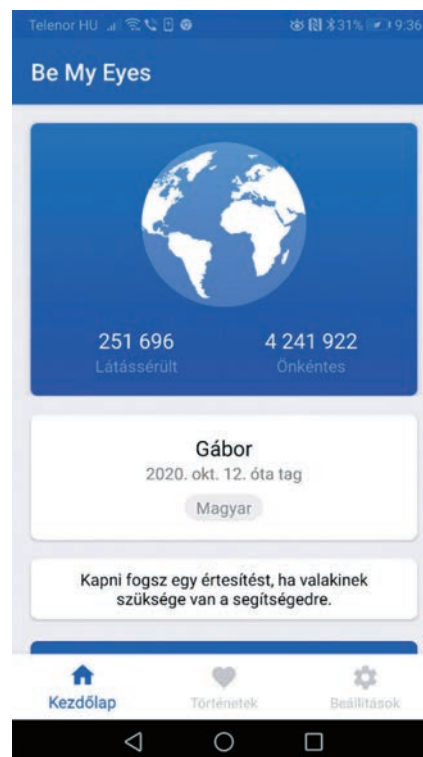 Telenor HU 31% 9:36
Be My Eyes
251 696 4 241 922
Látássérült Önkéntes
Gábor
2020. okt. 12. óta tag
Magyar
Kapni fogsz egy értesítést, ha valakinek
szüksége van a segítségedre.
Kezdőlap Történetek Beállítások